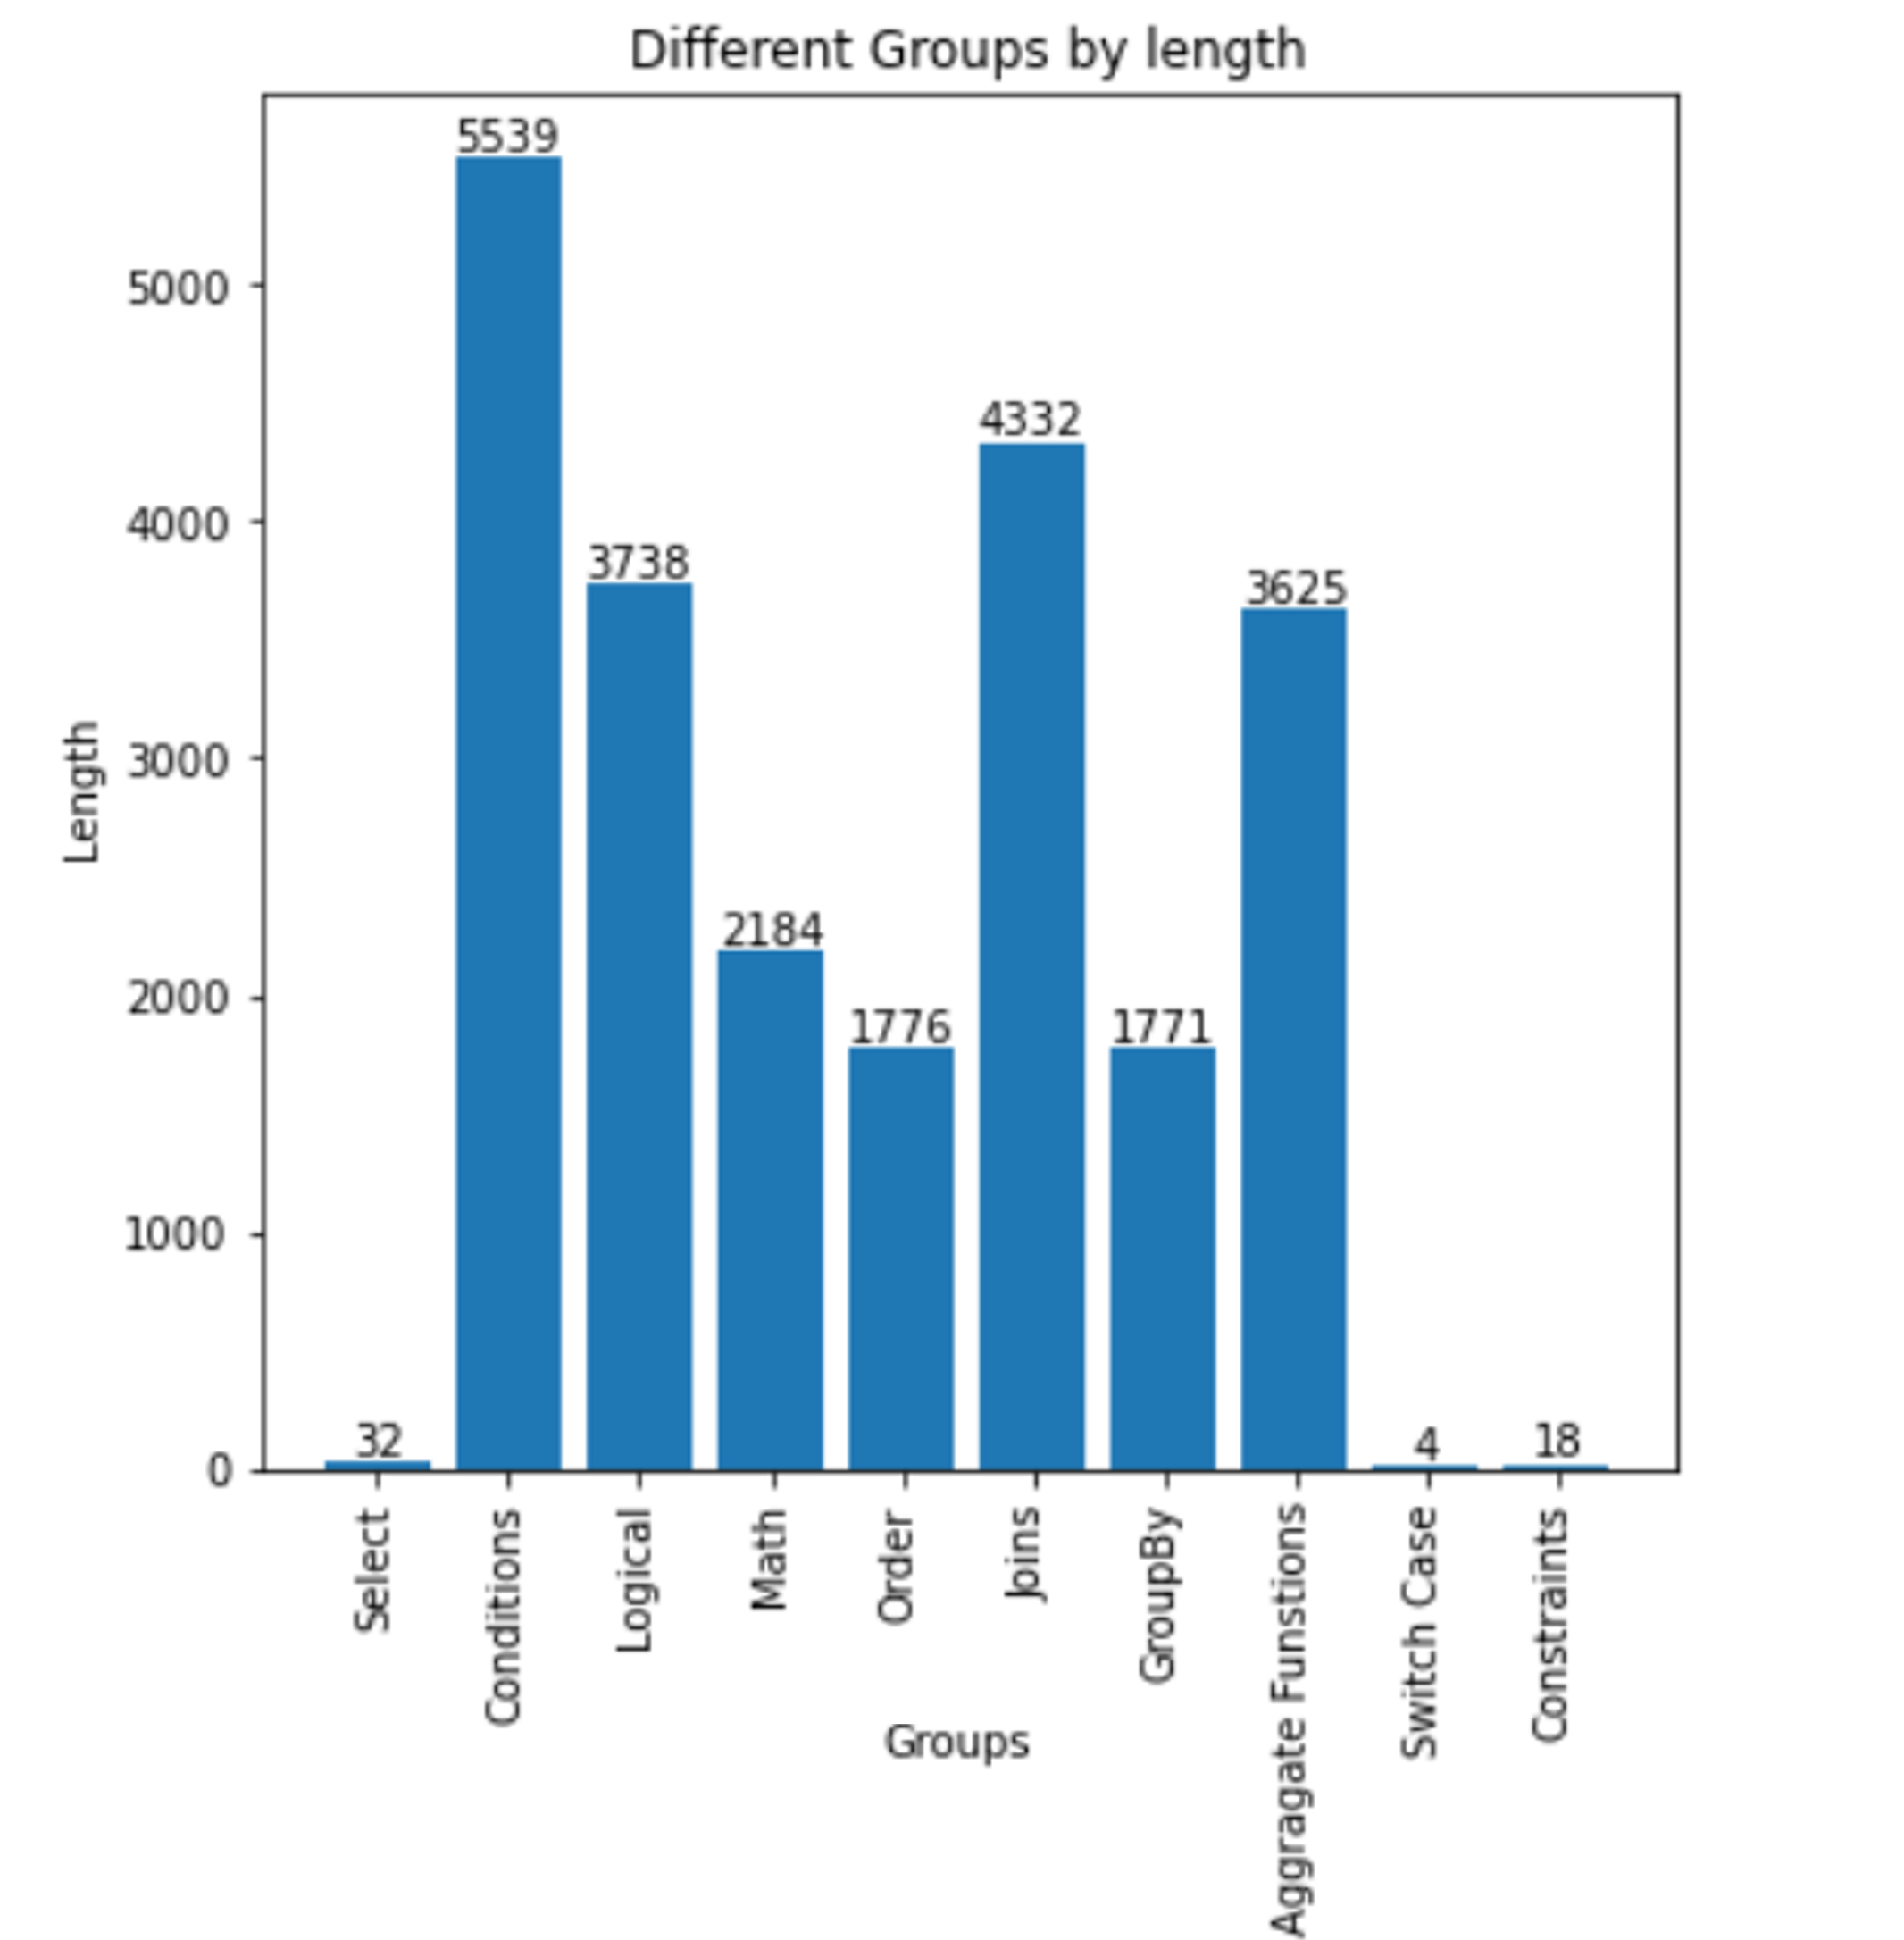 Different Groups by length
5539
5000
4332
4000
3738
3625
3000
Length
2184
2000
1776
1771
1000
32
4
18
0
Select
Conditions
Logical
Math
Order
Joins
GroupBy
Aggragate Funstions
Switch Case
Constraints
Groups